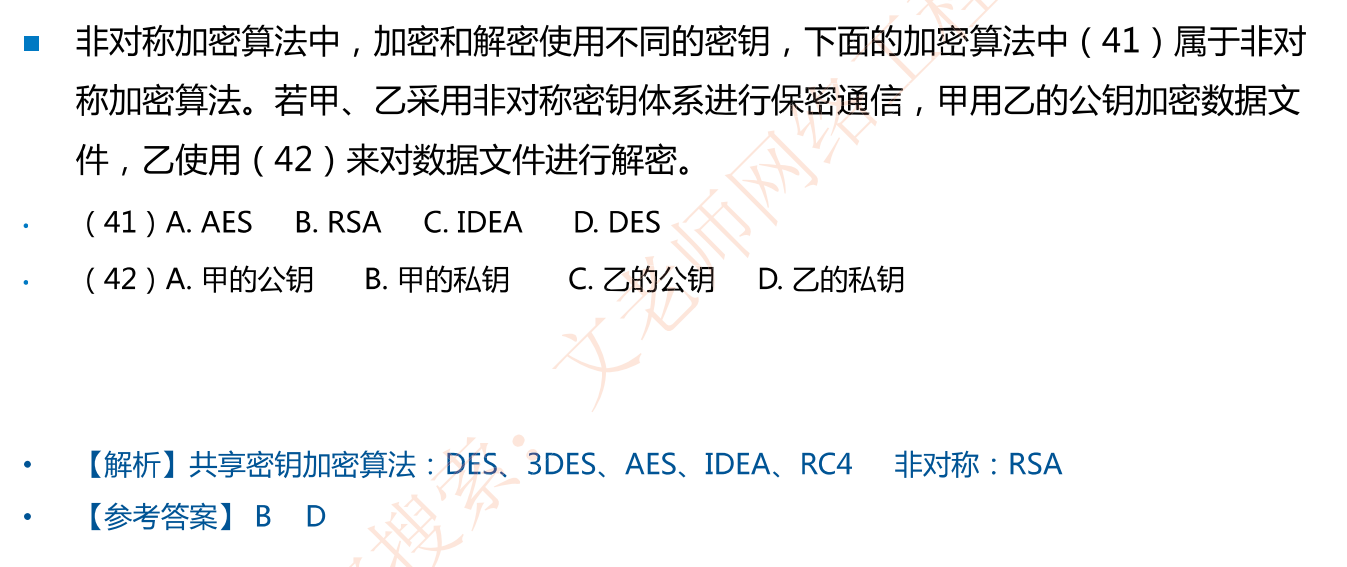 非对称加密算法中，加密和解密使用不同的密钥，下面的加密算法中（41）属于非对
称加密算法。若甲、乙采用非对称密钥体系进行保密通信，甲用乙的公钥加密数据文
件，乙使用（42）来对数据文件进行解密。
（41）A. AES B. RSA C. IDEA D. DES
（42）A. 甲的公钥 B. 甲的私钥 C. 乙的公钥 D. 乙的私钥
【解析】共享密钥加密算法：DES、3DES、AES、IDEA、RC4 非对称：RSA
【参考答案】 B D
搜索：文老师网络工程